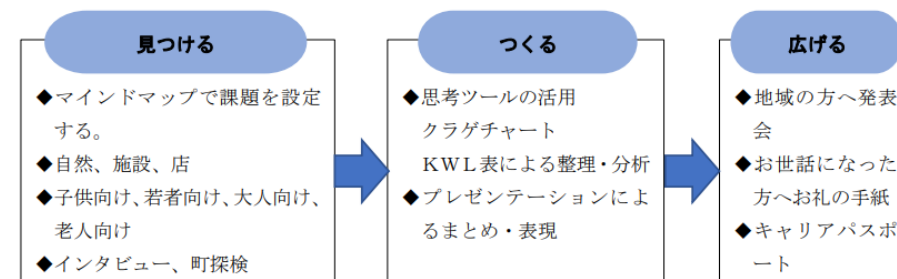 見つける
◆マインドマップで課題を設定
する。
◆自然、施設、店
◆子供向け、若者向け、大人向け、
老人向け
◆インタビュー、町探検
つくる
◆思考ツールの活用
クラゲチャート
ＫＷＬ表による整理・分析
◆プレゼンテーションによ
るまとめ・表現
広げる
◆地域の方へ発表
会
◆お世話になった
方へお礼の手紙
◆キャリアパスポ
ート